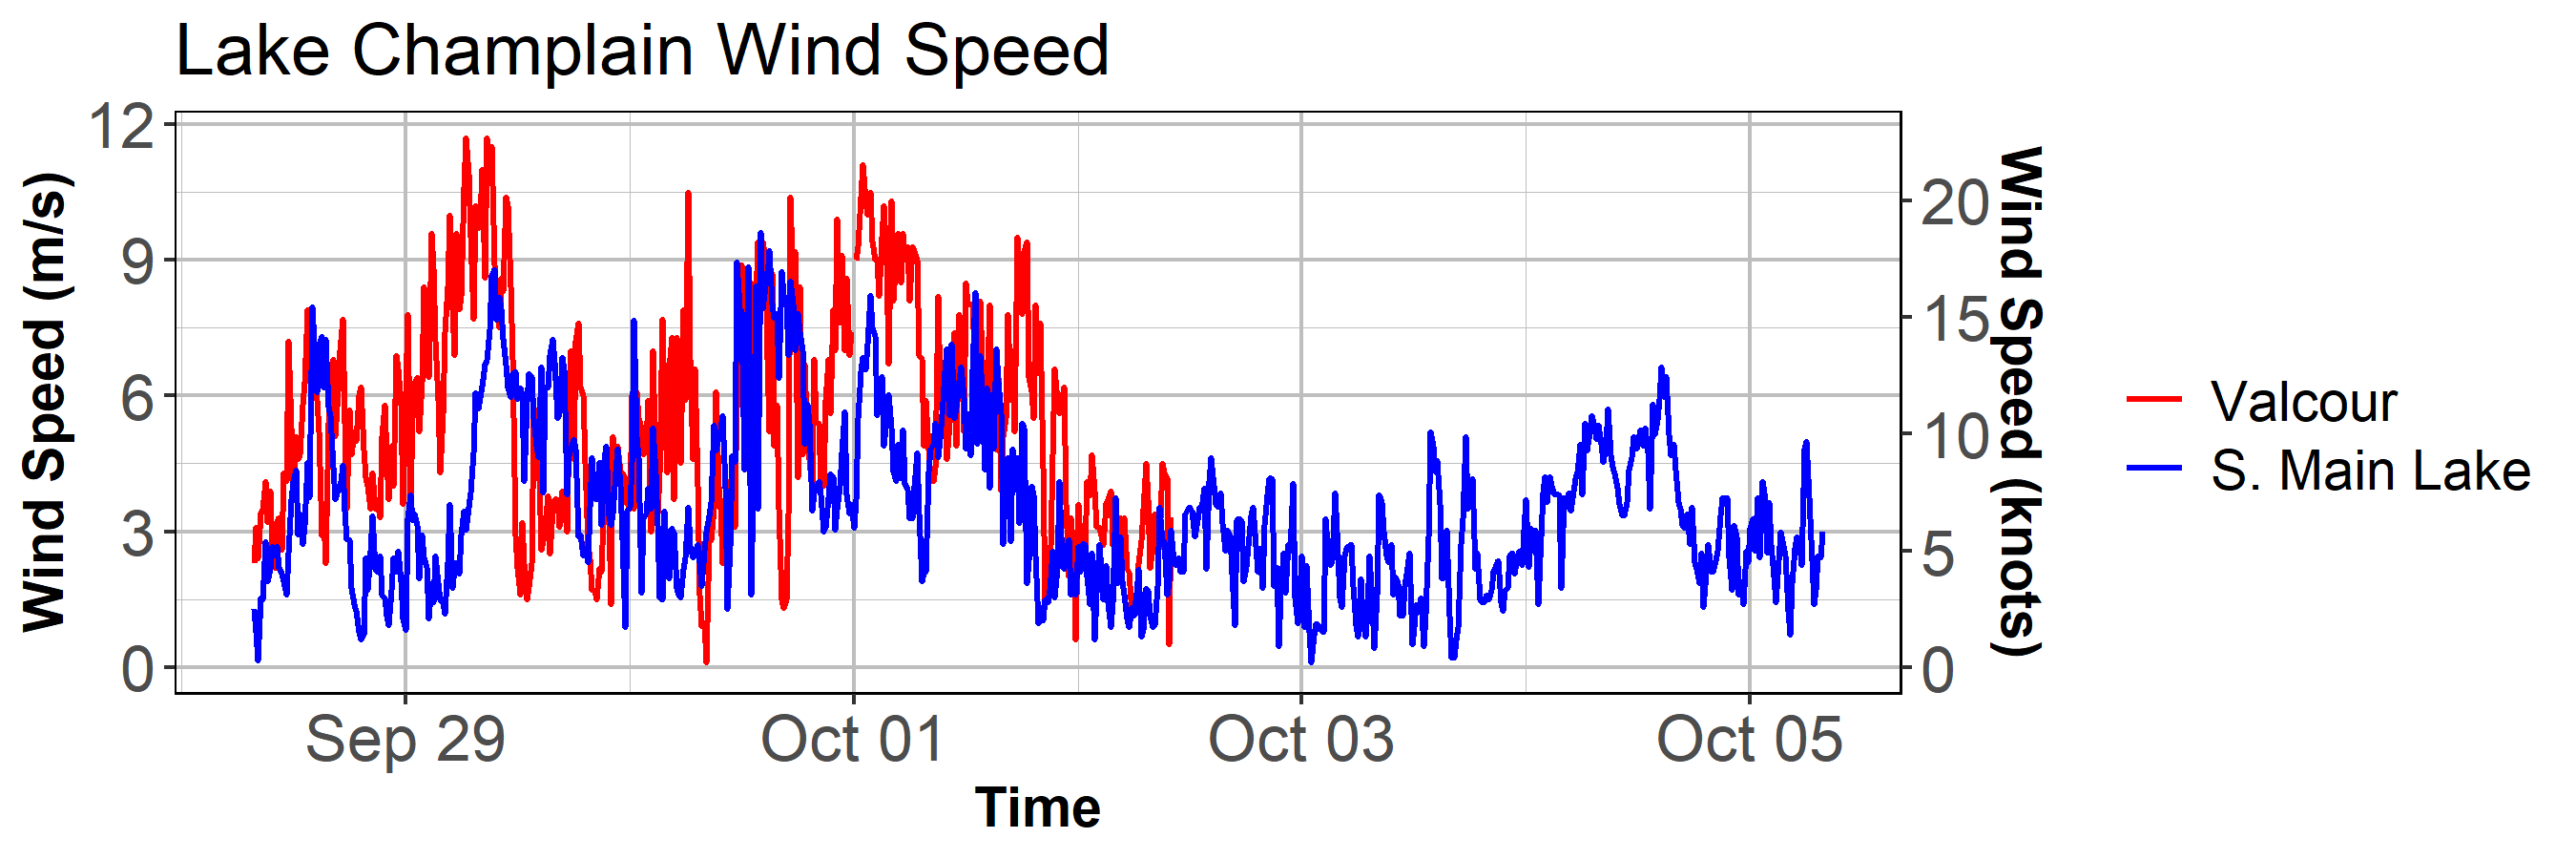 Lake Champlain Wind Speed
Wind Speed (m/s)
12
9
6
3
0
20
15
10
5
0
Wind Speed (knots)
Sep 29
Oct 01
Oct 03
Oct 05
Time
Valcour
S. Main Lake